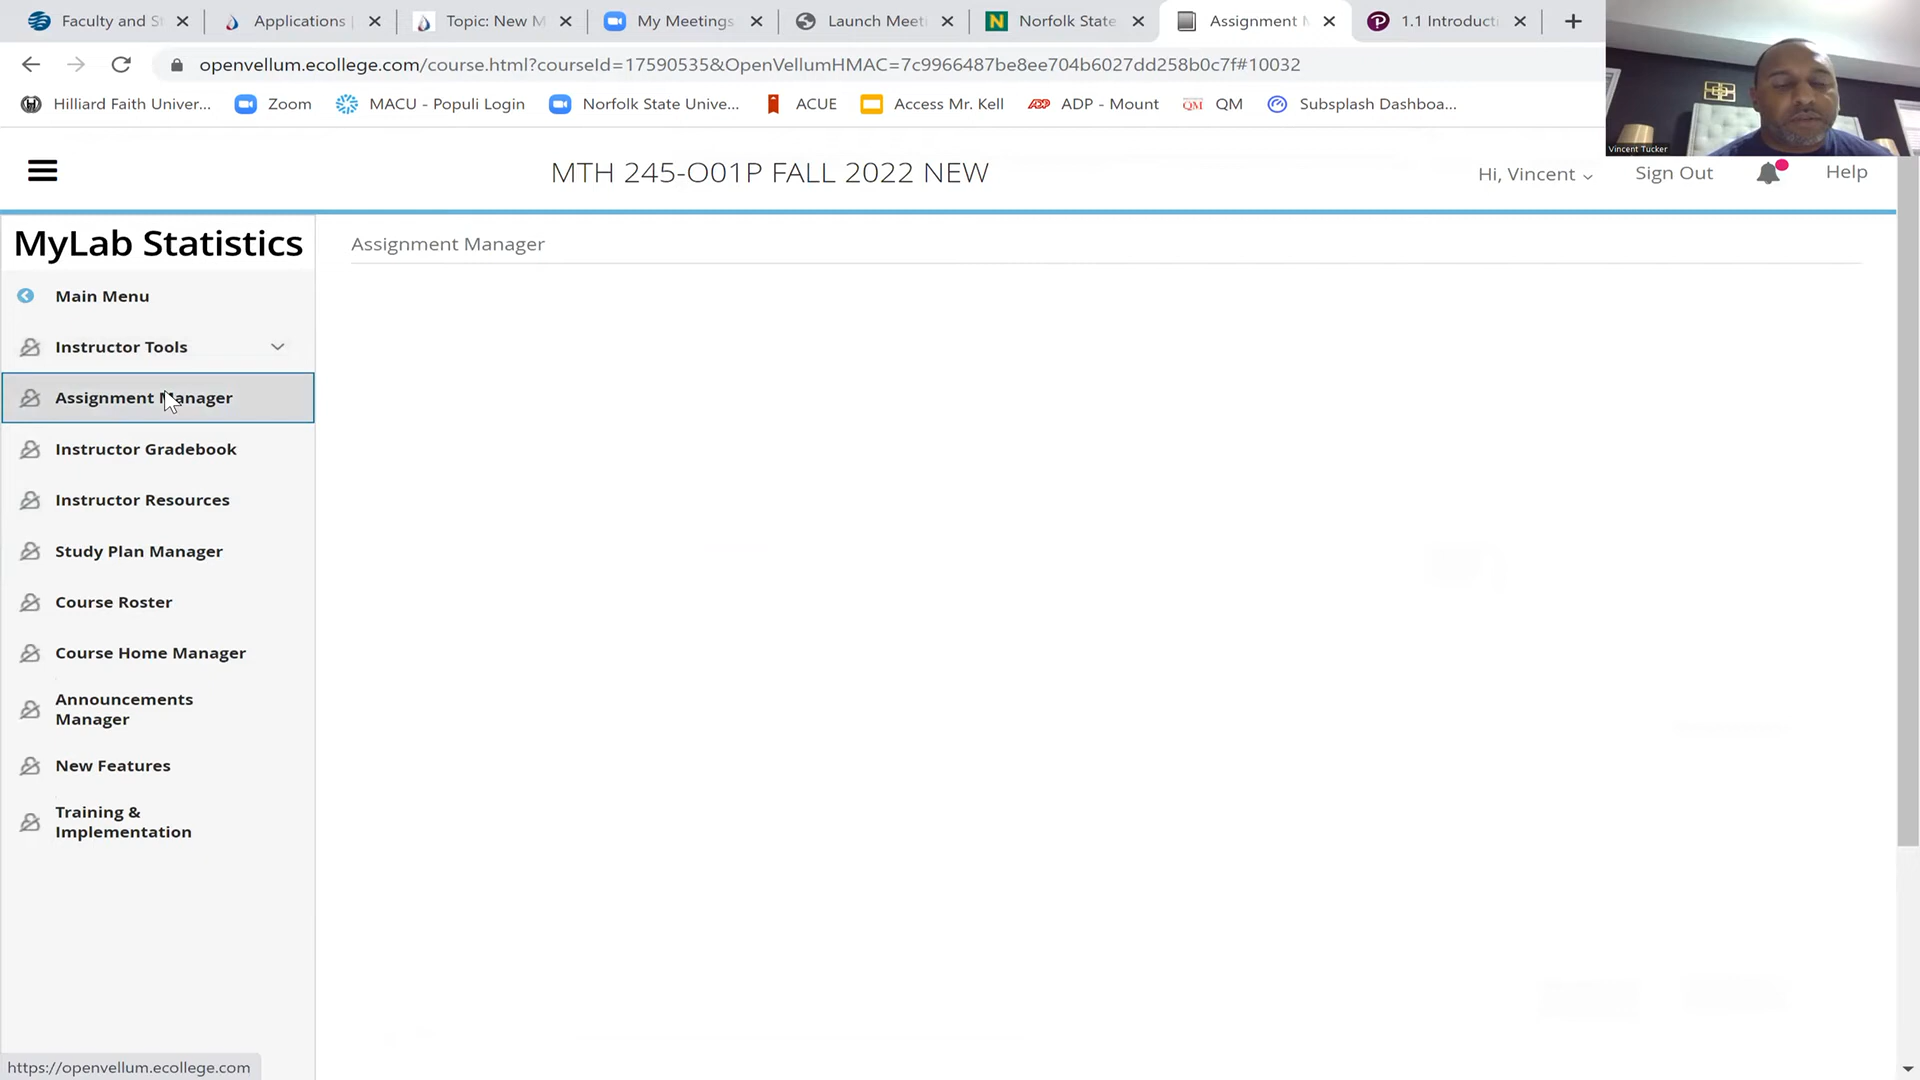 Faculty and St
Applications |
Topic: New M
My Meetings
Launch Meeti
Norfolk State
Assignment M
1.1 Introducti
openvellum.ecollege.com/course.html?courseId=17590535&OpenVellumHMAC=7c9966487be8ee704b6027dd258b0c7f#10032
Hilliard Faith Univer...
Zoom
MACU - Populi Login
Norfolk State Unive...
ACUE
Access Mr. Kell
ADP - Mount
QM QM
Subsplash Dashboa...
Vincent Tucker
MTH 245-O01P FALL 2022 NEW
Hi, Vincent
Sign Out
Help
MyLab Statistics
Assignment Manager
Main Menu
Instructor Tools
Assignment Manager
Instructor Gradebook
Instructor Resources
Study Plan Manager
Course Roster
Course Home Manager
Announcements
Manager
New Features
Training &
Implementation
https://openvellum.ecollege.com